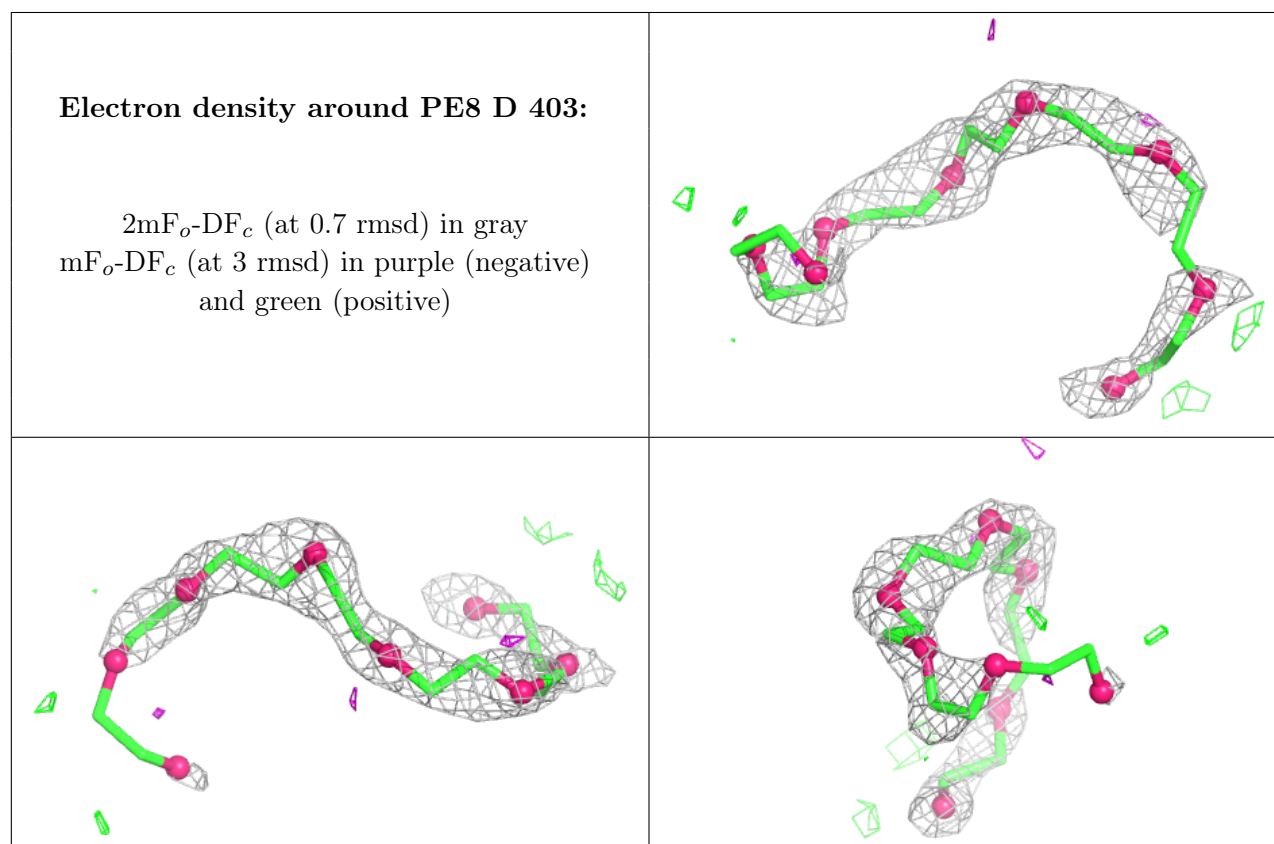 Electron density around PE8 D 403:
2mFo-DFc (at 0.7 rmsd) in gray
mFo-DFc (at 3 rmsd) in purple (negative)
and green (positive)